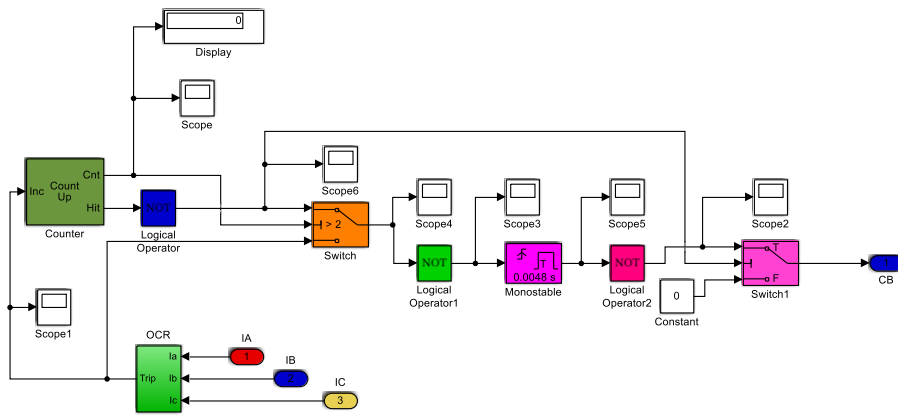 0
Display
Scope
Cnt
Inc
Count
Up
Hit
Counter
NOT
Logical
Operator
Scope6
> 2
Switch
Scope4
Scope3
Scope5
Scope2
NOT
Logical
Operator1
0.0048 s
Monostable
NOT
Logical
Operator2
0
Constant
T
F
Switch1
1
CB
Scope1
OCR
Trip
Ia
Ib
Ic
IA
1
IB
2
IC
3